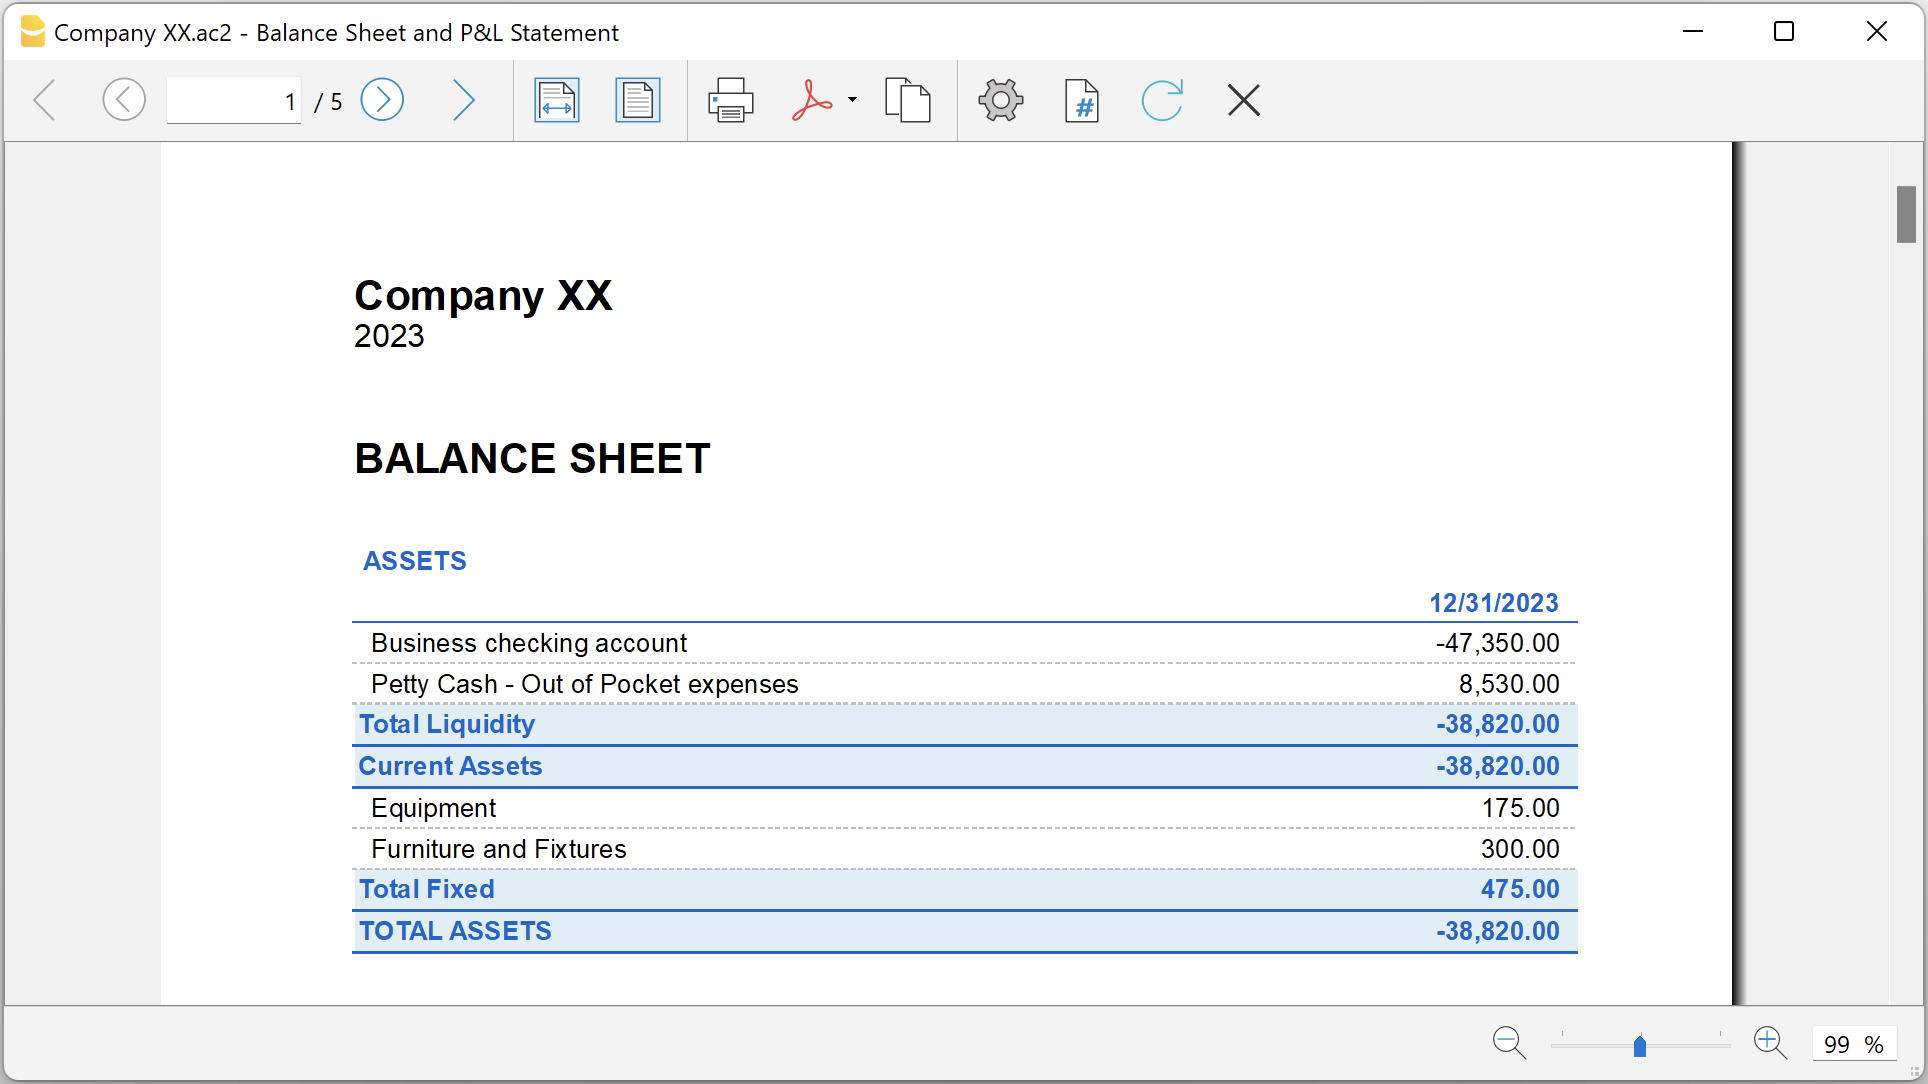 Company XX.ac2 - Balance Sheet and P&L Statement
1 / 5
#
Company XX
2023
BALANCE SHEET
ASSETS
12/31/2023
Business checking account -47,350.00
Petty Cash - Out of Pocket expenses 8,530.00
Total Liquidity -38,820.00
Current Assets -38,820.00
Equipment 175.00
Furniture and Fixtures 300.00
Total Fixed 475.00
TOTAL ASSETS -38,820.00
99 %